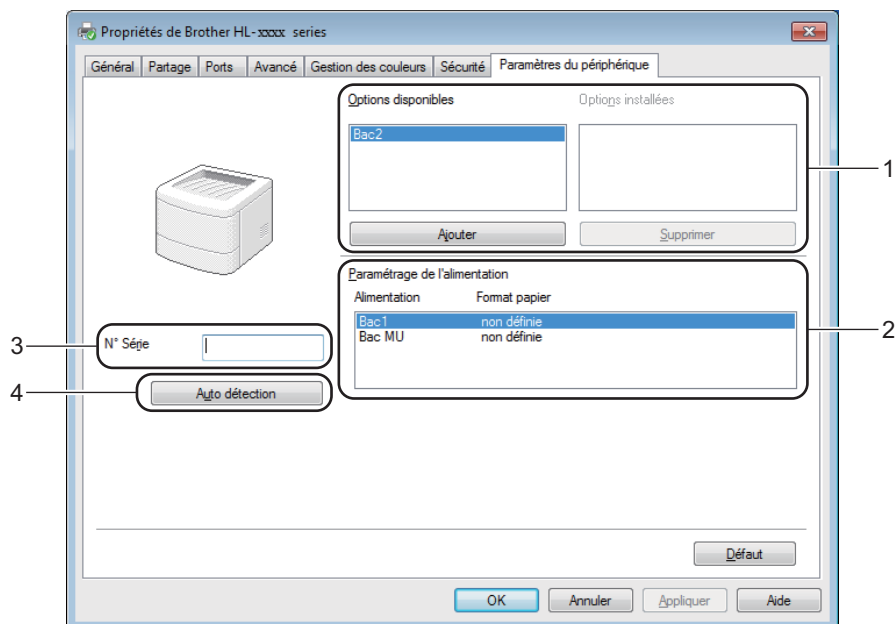 Propriétés de Brother HL-xxxx series
Général Partage Ports Avancé Gestion des couleurs Sécurité Paramètres du périphérique
Options disponibles Options installées
Bac2
1
Ajouter Supprimer
Paramétrage de l'alimentation
Alimentation Format papier
Bac1 non définie
Bac MU non définie
2
3 N° Série
4 Auto détection
Défaut
OK Annuler Appliquer Aide